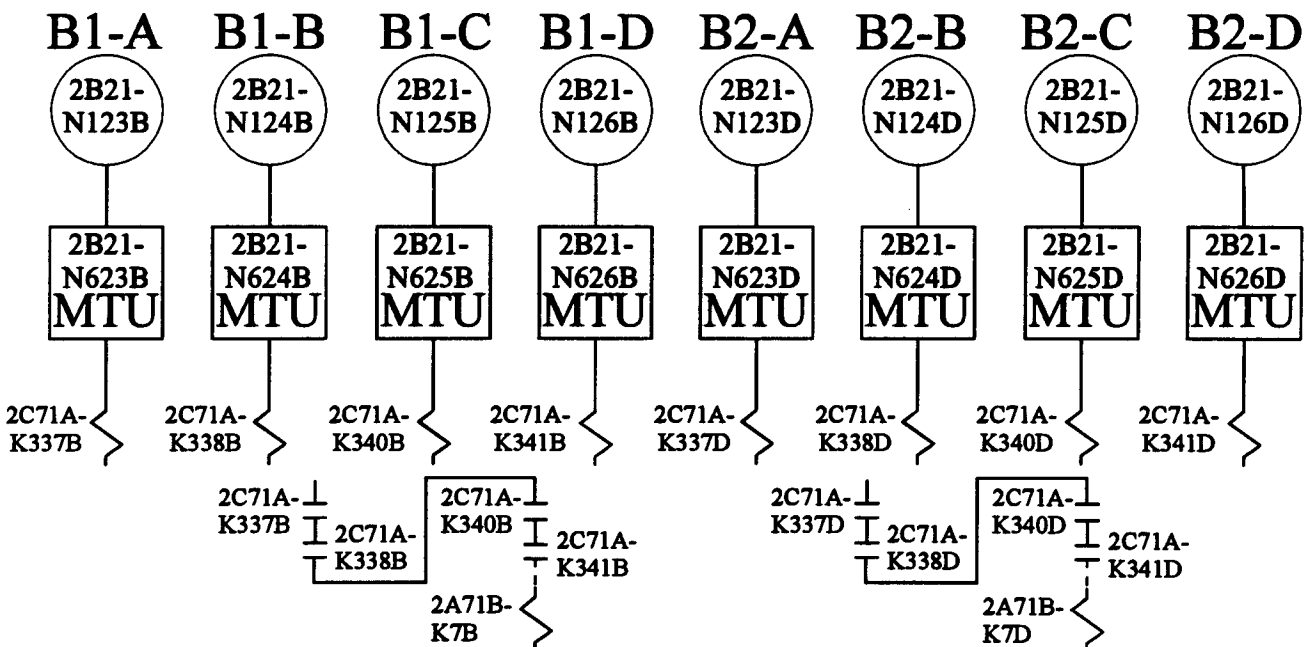 B1-A B1-B B1-C B1-D B2-A B2-B B2-C B2-D
2B21- 2B21- 2B21- 2B21- 2B21- 2B21- 2B21- 2B21-
N123B N124B N125B N126B N123D N124D N125D N126D
2B21- 2B21- 2B21- 2B21- 2B21- 2B21- 2B21- 2B21-
N623B N624B N625B N626B N623D N624D N625D N626D
MTU MTU MTU MTU MTU MTU MTU MTU
2C71A- 2C71A- 2C71A- 2C71A- 2C71A- 2C71A- 2C71A- 2C71A-
K337B K338B K340B K341B K337D K338D K340D K341D
2C71A- 2C71A- 2C71A- 2C71A-
K337B K340B K337D K340D
2C71A- 2C71A- 2C71A- 2C71A-
K338B K341B K338D K341D
2A71B- 2A71B-
K7B K7D